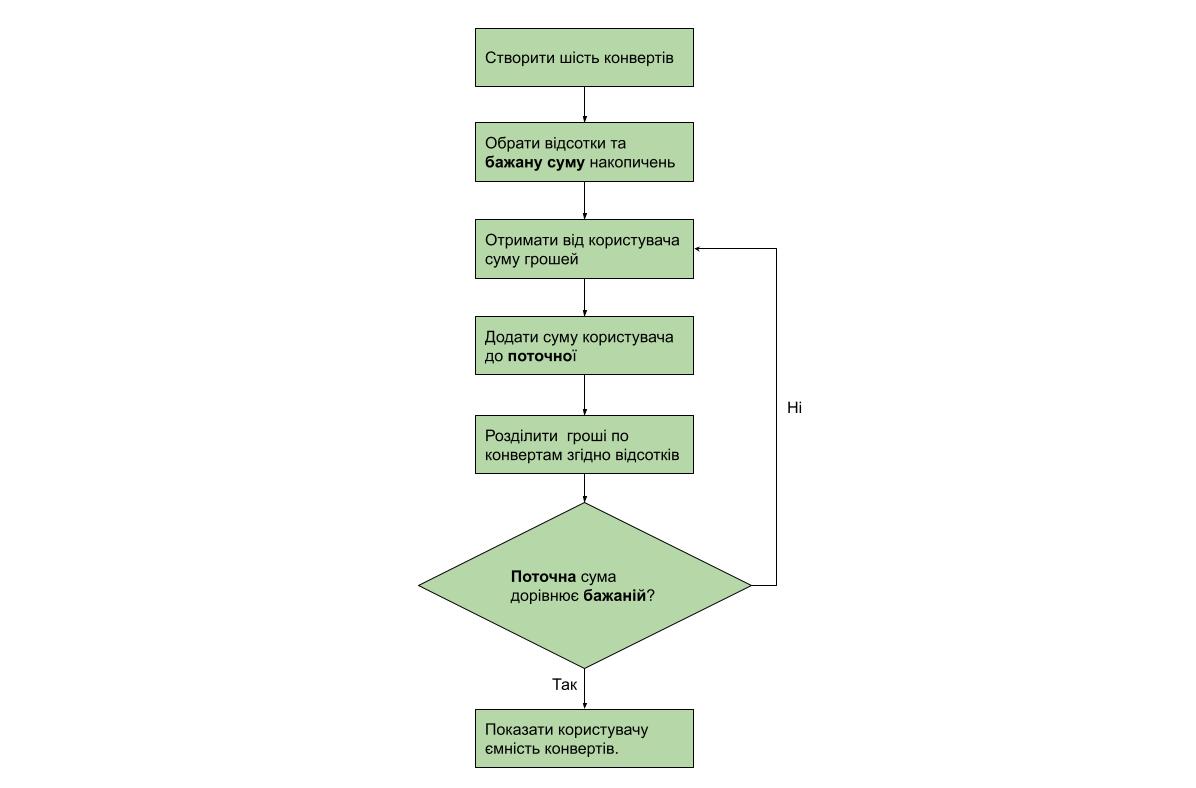 Створити шість конвертів
Обрати відсотки та
бажану суму накопичень
Отримати від користувача
суму грошей
Додати суму користувача
до поточної
Ні
Розділити  гроші по
конвертам згідно відсотків
Поточна сума
дорівнює бажаній?
Так
Показати користувачу
ємність конвертів.